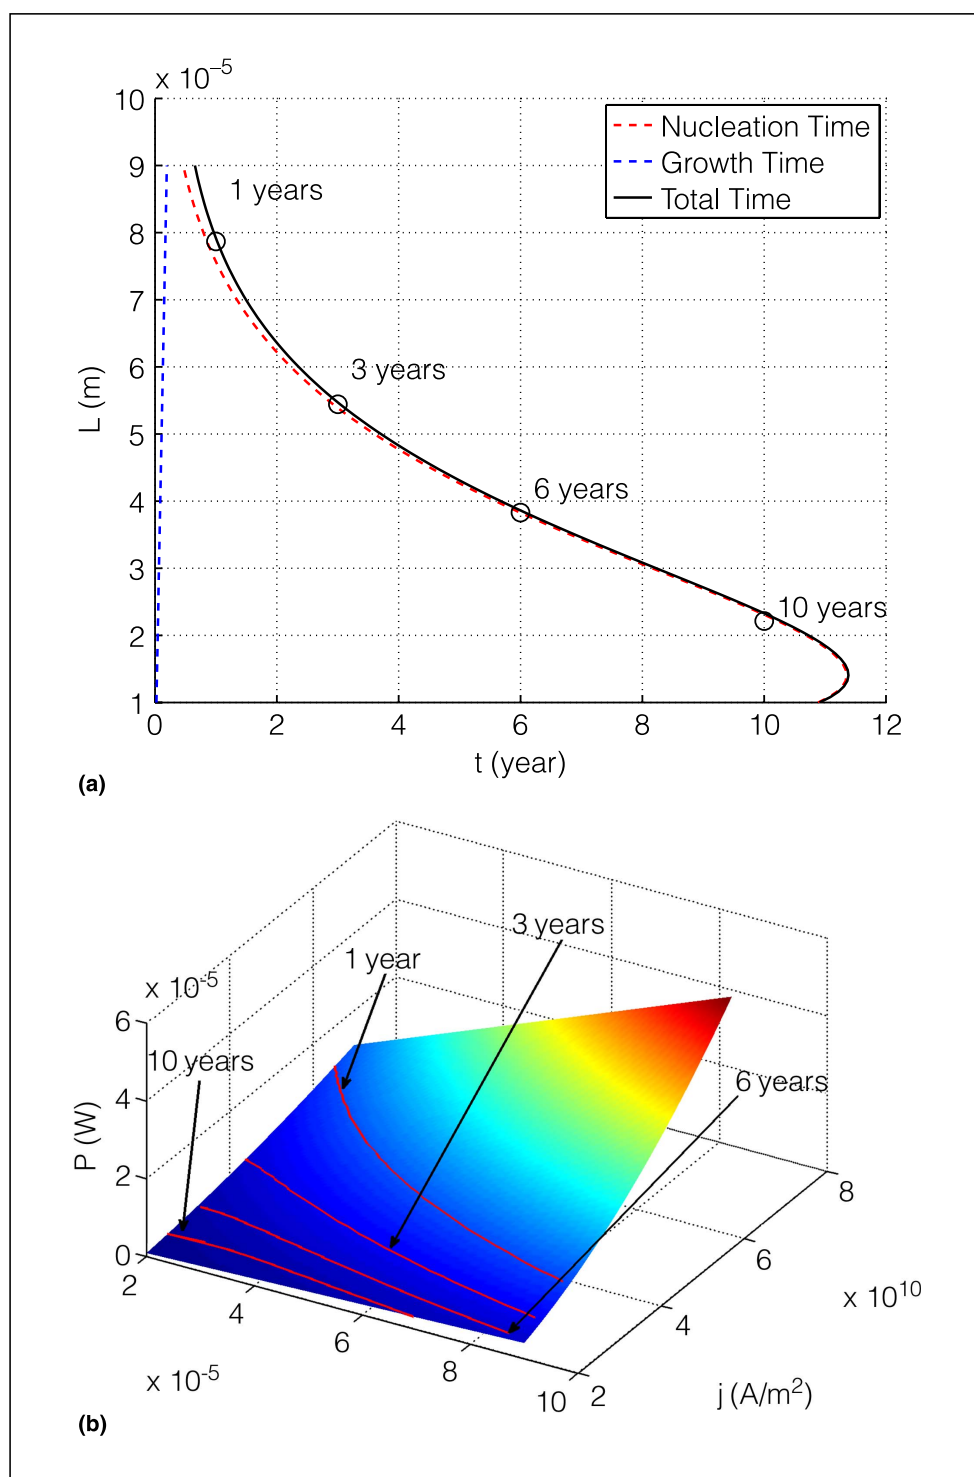 x 10–5
10
9
8
7
6
5
4
3
2
1
L (m)
Nucleation Time
Growth Time
Total Time
1 years
3 years
6 years
10 years
0 2 4 6 8 10 12
t (year)
(a)
3 years
1 year
x 10-5
10 years
6 years
6
4
2
0
P (W)
2
4
6
8
10
x 10-5
2
4
6
8
x 1010
j (A/m2)
(b)